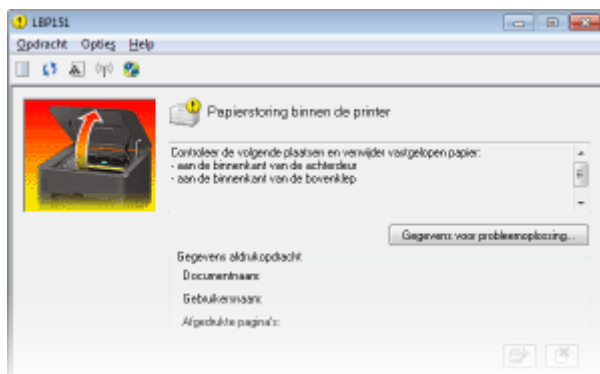 LBP151
Opdracht Opties Help
Papierstoring binnen de printer
Controleer de volgende plaatsen en verwijder vastgelopen papier:
- aan de binnenkant van de achterdeur
- aan de binnenkant van de bovenklep
Gegevens voor probleemoplossing...
Gegevens afdrukopdracht
Documentnaam:
Gebruikersnaam:
Afgedrukte pagina's: